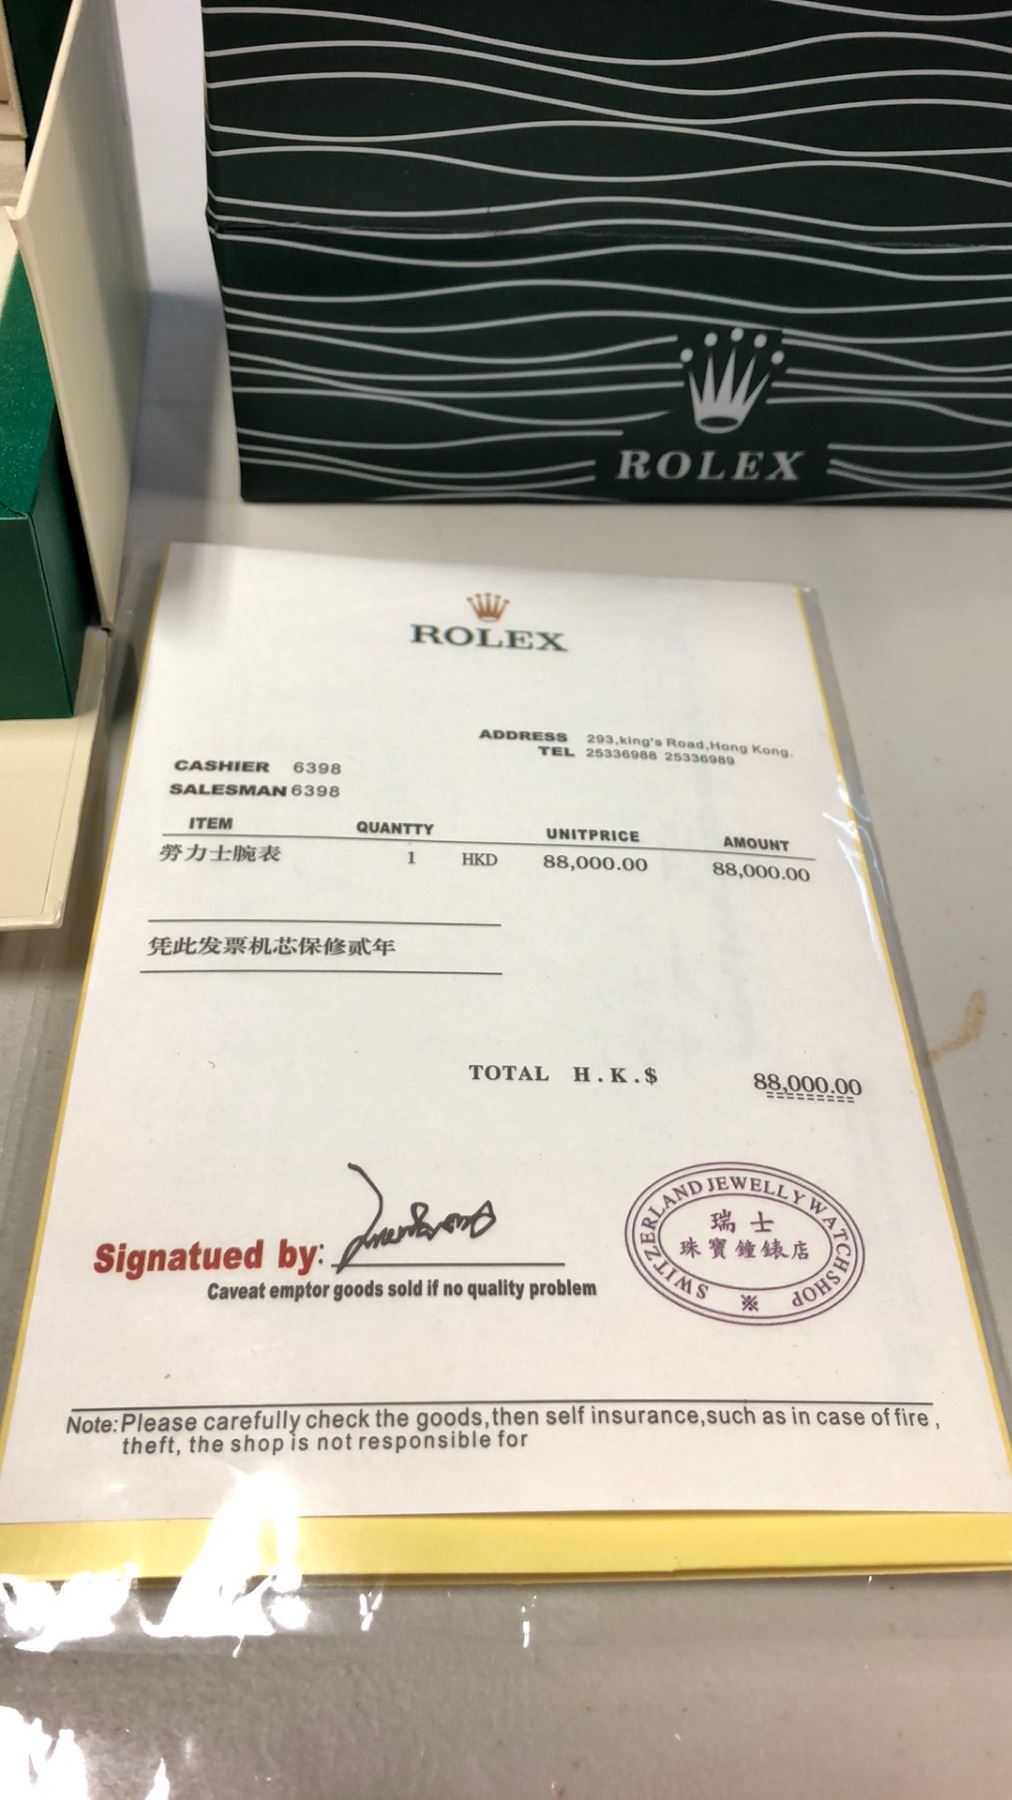 ROLEX
ROLEX
ADDRESS 293,king's Road,Hong Kong.
TEL 25336988 25336989
CASHIER 6398
SALESMAN 6398
ITEM QUANTTY UNITPRICE AMOUNT
勞力士腕表 1 HKD 88,000.00 88,000.00
凭此发票机芯保修贰年
TOTAL H.K.$ 88,000.00
Signatued by:
Caveat emptor goods sold if no quality problem
SWITZERLAND JEWELLY WATCH SHOP
瑞士
珠寶鐘錶店
SWS
Note:Please carefully check the goods,then self insurance,such as in case of fire,
theft, the shop is not responsible for